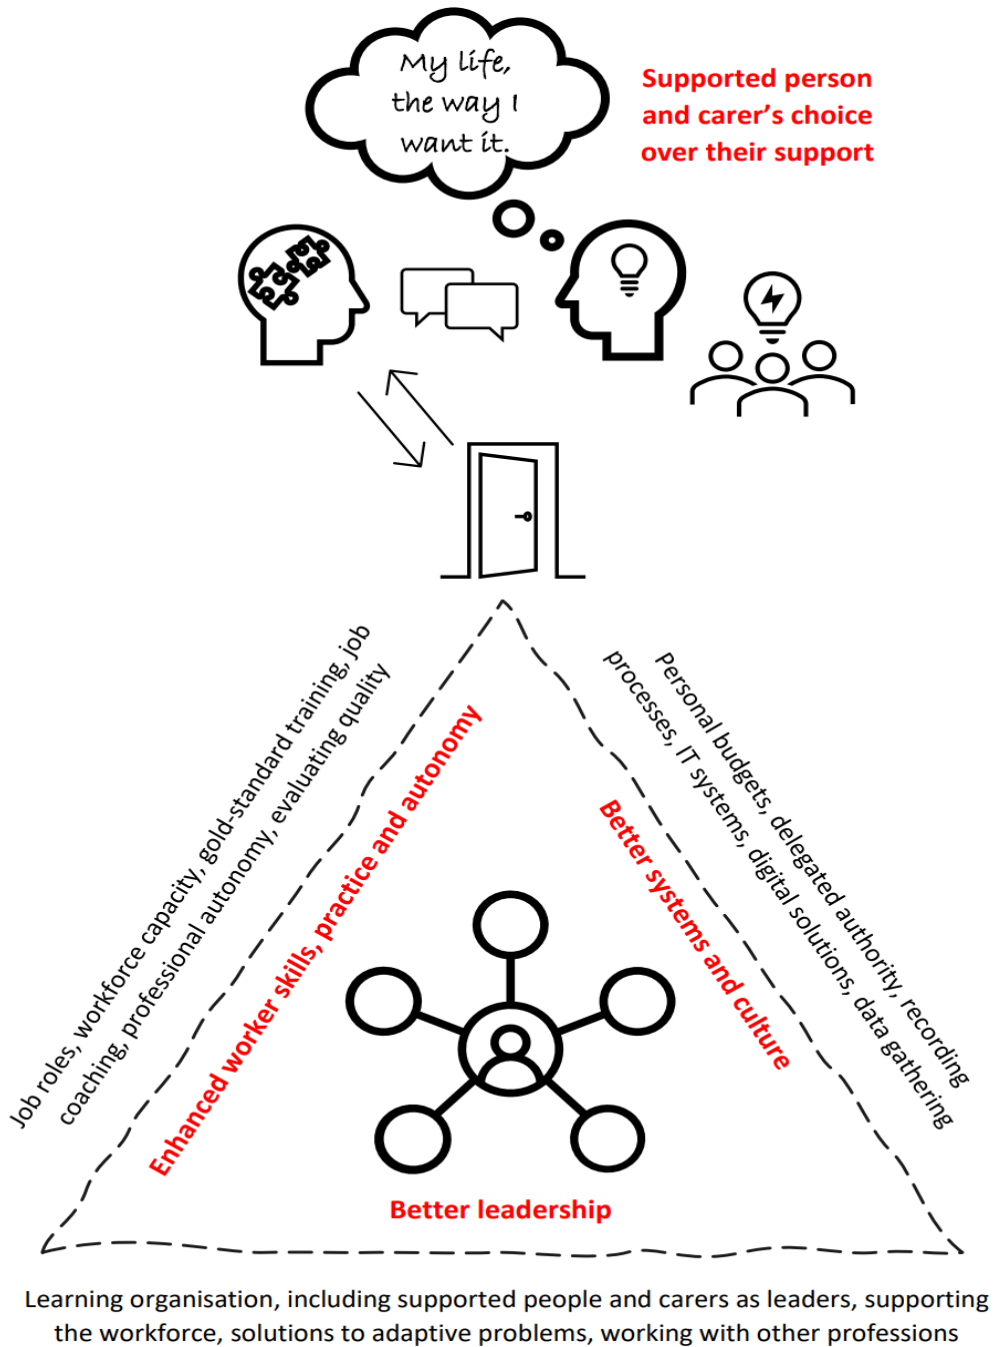 My life,
the way I
want it.
Supported person
and carer's choice
over their support
Job roles, workforce capacity, gold-standard training, job
coaching, professional autonomy, evaluating quality
Enhanced worker skills, practice and autonomy
Personal budgets, delegated authority, recording
processes, IT systems, digital solutions, data gathering
Better systems and culture
Better leadership
Learning organisation, including supported people and carers as leaders, supporting
the workforce, solutions to adaptive problems, working with other professions